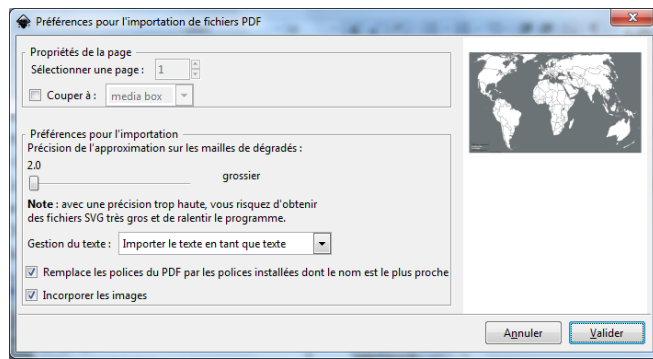 Préférences pour l'importation de fichiers PDF
Propriétés de la page
Sélectionner une page : 1
Couper à : media box
Préférences pour l'importation
Précision de l'approximation sur les mailles de dégradés :
2.0
grossier
Note : avec une précision trop haute, vous risquez d'obtenir
des fichiers SVG très gros et de ralentir le programme.
Gestion du texte : Importer le texte en tant que texte
Remplace les polices du PDF par les polices installées dont le nom est le plus proche
Incorporer les images
Annuler Valider